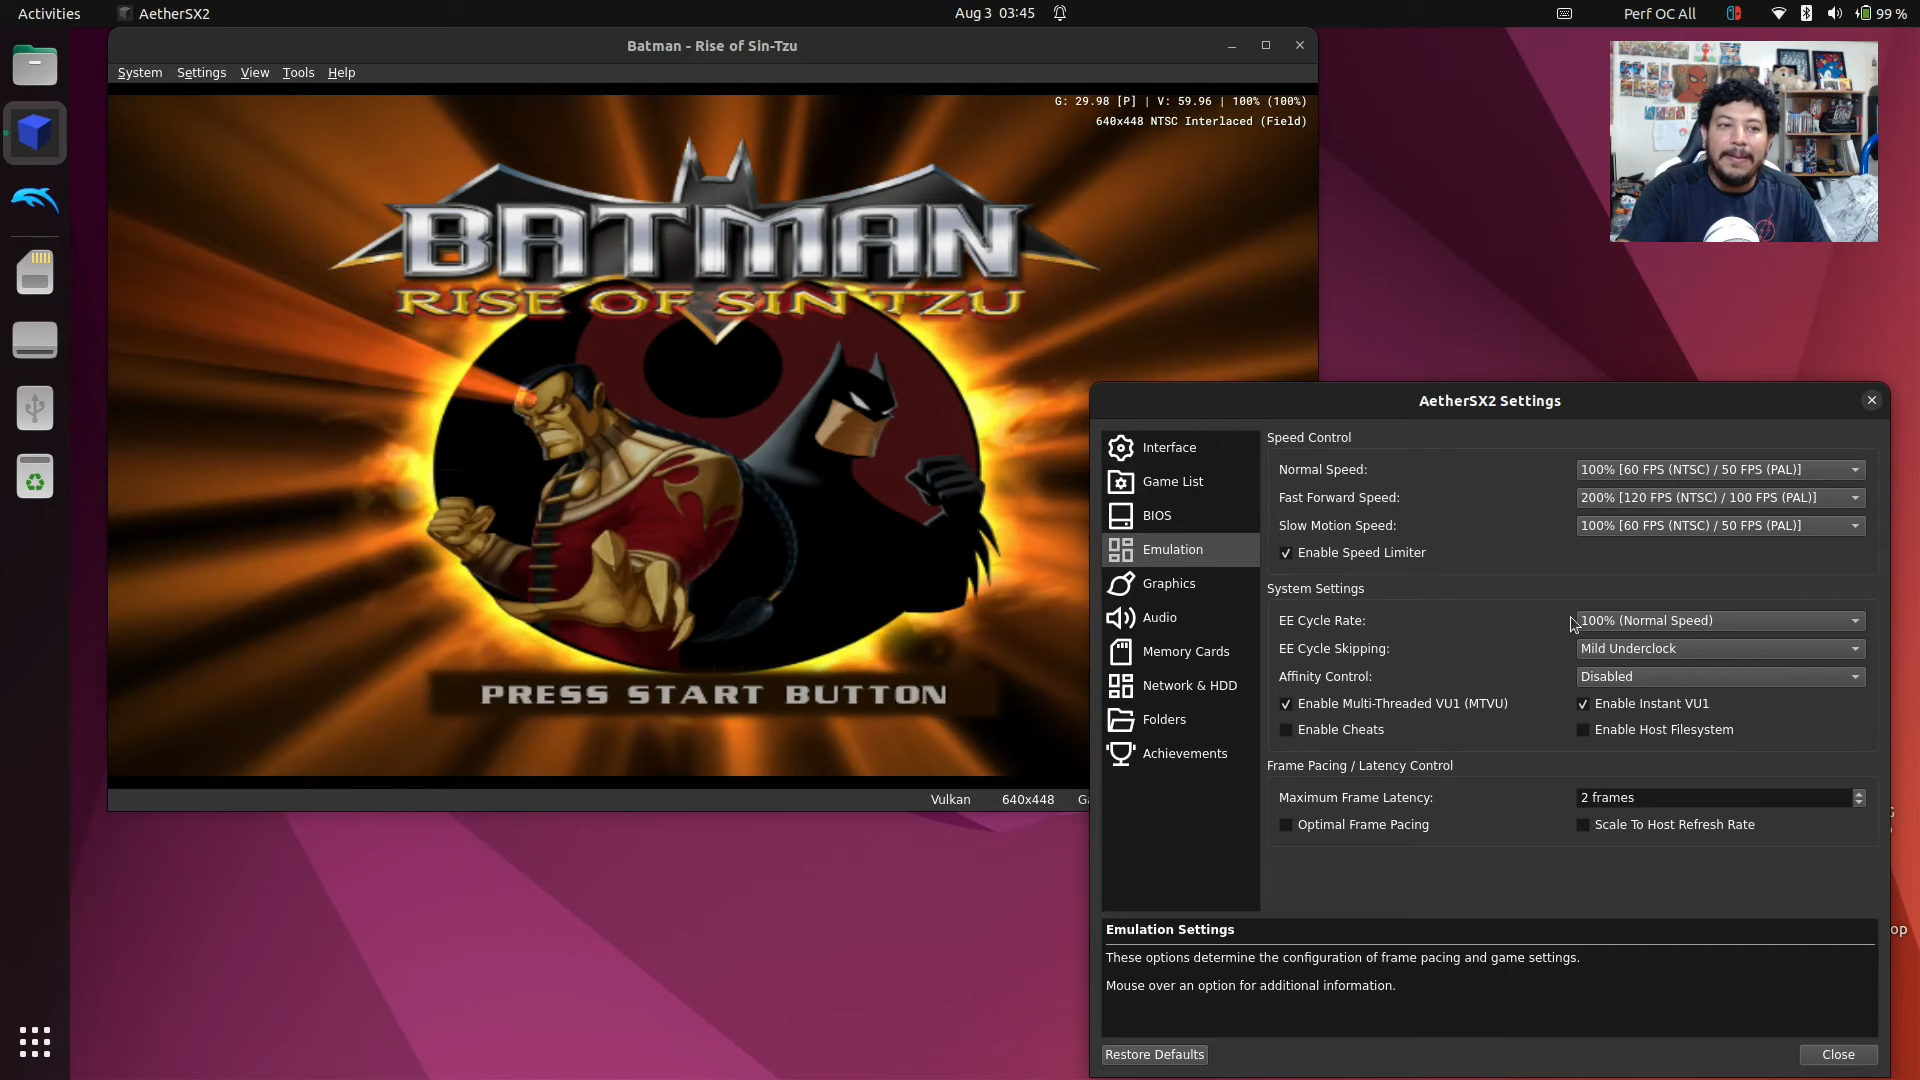 Activities
AetherSX2
Aug 3 03:45
Perf OC All
99 %
Batman - Rise of Sin-Tzu
System Settings View Tools Help
G: 29.98 [P] | V: 59.96 | 100% (100%)
640x448 NTSC Interlaced (Field)
BATMAN
RISE OF SIN TZU
PRESS START BUTTON
Vulkan 640x448
AetherSX2 Settings
Interface
Game List
BIOS
Emulation
Graphics
Audio
Memory Cards
Network & HDD
Folders
Achievements
Speed Control
Normal Speed: 100% [60 FPS (NTSC) / 50 FPS (PAL)]
Fast Forward Speed: 200% [120 FPS (NTSC) / 100 FPS (PAL)]
Slow Motion Speed: 100% [60 FPS (NTSC) / 50 FPS (PAL)]
Enable Speed Limiter
System Settings
EE Cycle Rate: 100% (Normal Speed)
EE Cycle Skipping: Mild Underclock
Affinity Control: Disabled
Enable Multi-Threaded VU1 (MTVU) Enable Instant VU1
Enable Cheats Enable Host Filesystem
Frame Pacing / Latency Control
Maximum Frame Latency: 2 frames
Optimal Frame Pacing Scale To Host Refresh Rate
Emulation Settings
These options determine the configuration of frame pacing and game settings.
Mouse over an option for additional information.
Restore Defaults
Close